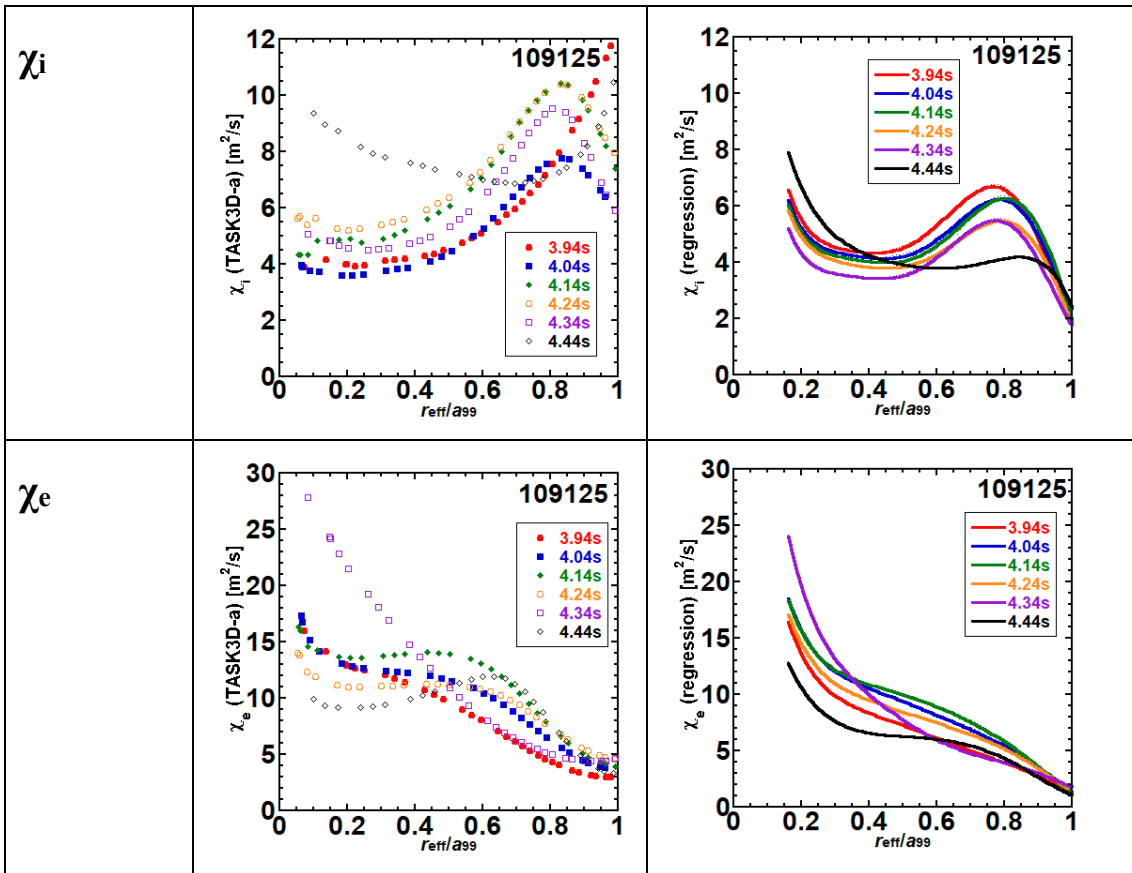 χi
12
10
8
6
4
2
0
χi (TASK3D-a) [m²/s]
109125
3.94s
4.04s
4.14s
4.24s
4.34s
4.44s
0 0.2 0.4 0.6 0.8 1
reff/a99
12
10
8
6
4
2
0
χi (regression) [m²/s]
109125
3.94s
4.04s
4.14s
4.24s
4.34s
4.44s
0 0.2 0.4 0.6 0.8 1
reff/a99
χe
30
25
20
15
10
5
0
χe (TASK3D-a) [m²/s]
109125
3.94s
4.04s
4.14s
4.24s
4.34s
4.44s
0 0.2 0.4 0.6 0.8 1
reff/a99
30
25
20
15
10
5
0
χe (regression) [m²/s]
109125
3.94s
4.04s
4.14s
4.24s
4.34s
4.44s
0 0.2 0.4 0.6 0.8 1
reff/a99